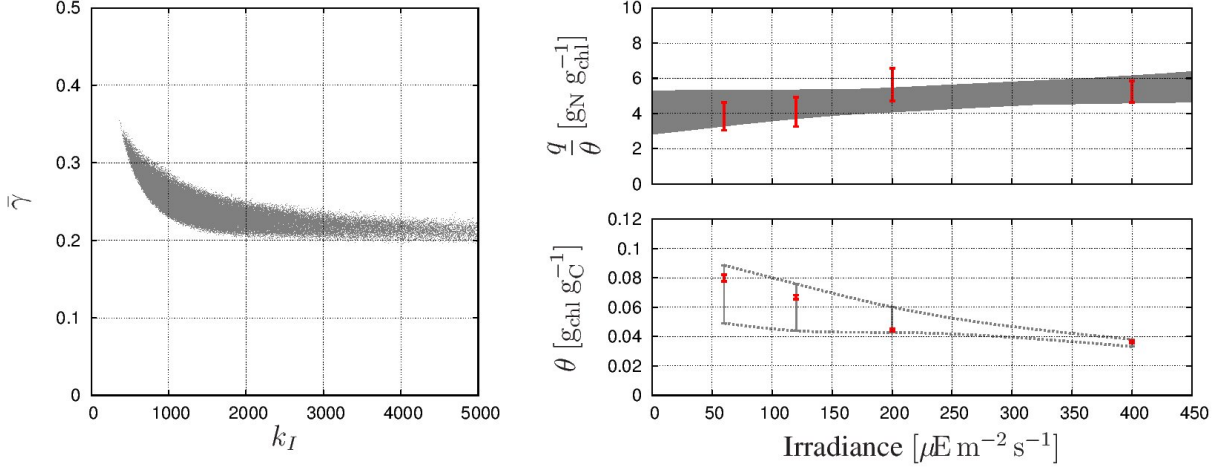 0.5
0.4
0.3
0.2
0.1
0
γ̄
0 1000 2000 3000 4000 5000
k_I
10
8
6
4
2
0
q/θ [g_N g_chl^−1]
0.12
0.1
0.08
0.06
0.04
0.02
0
θ [g_chl g_C^−1]
0 50 100 150 200 250 300 350 400 450
Irradiance [µE m^−2 s^−1]